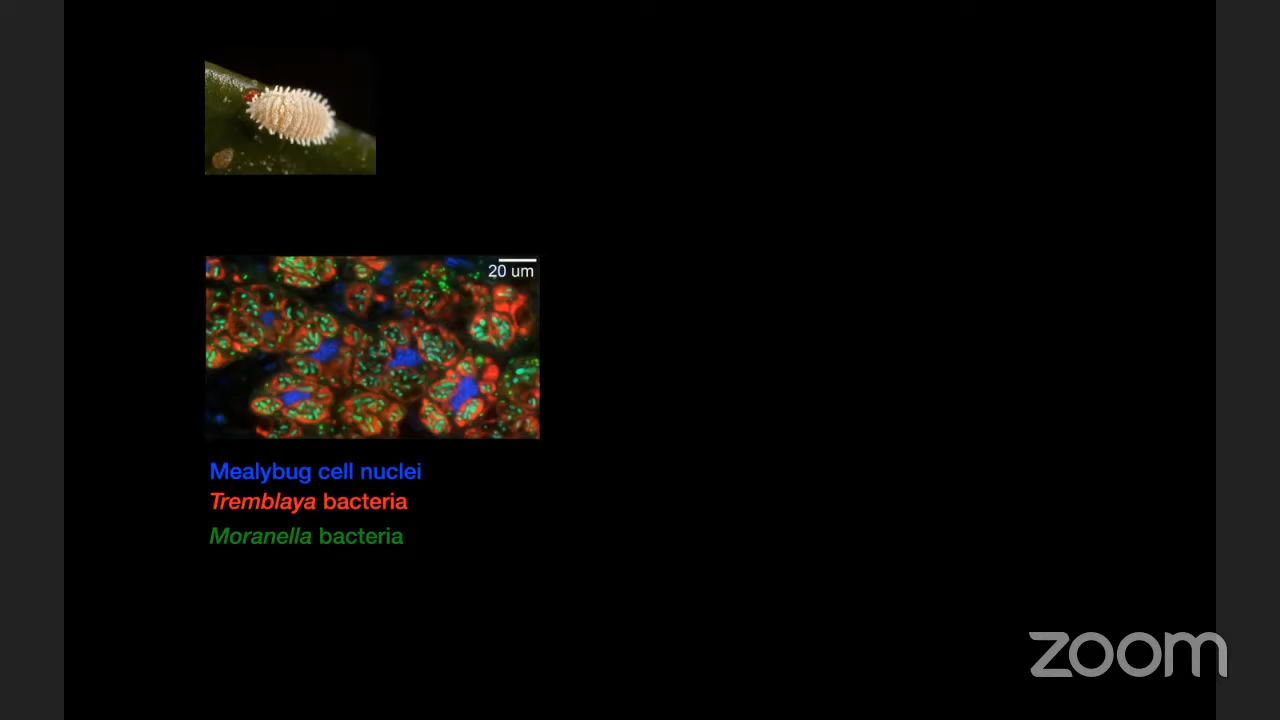 20 um
Mealybug cell nuclei
Tremblaya bacteria
Moranella bacteria
zoom